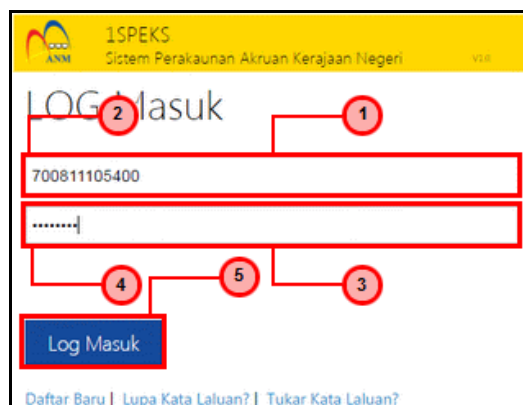 1SPEKS
ANM
Sistem Perakaunan Akruan Kerajaan Negeri
V1.0
LOG Masuk
2
1
700811105400
••••••••
4
5
3
Log Masuk
Daftar Baru | Lupa Kata Laluan? | Tukar Kata Laluan?